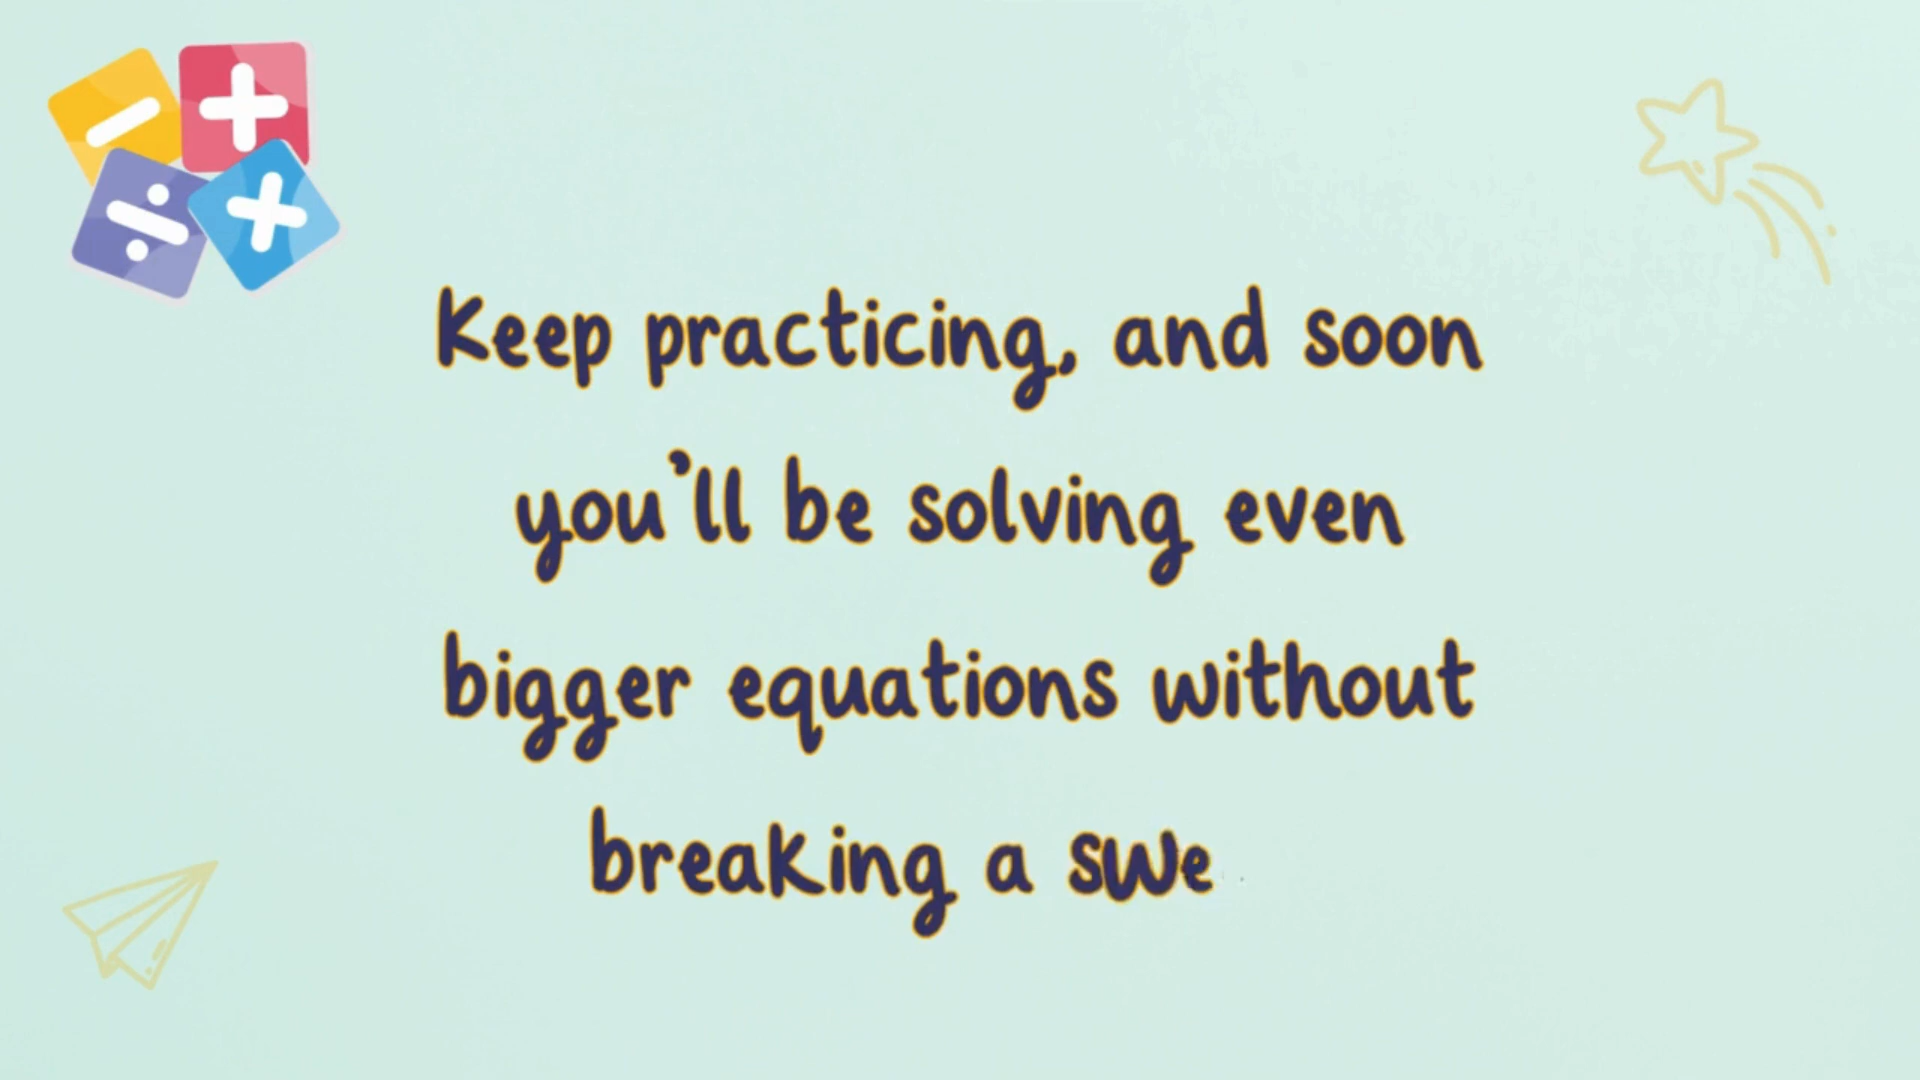 Keep practicing, and soon
you'll be solving even
bigger equations without
breaking a swe